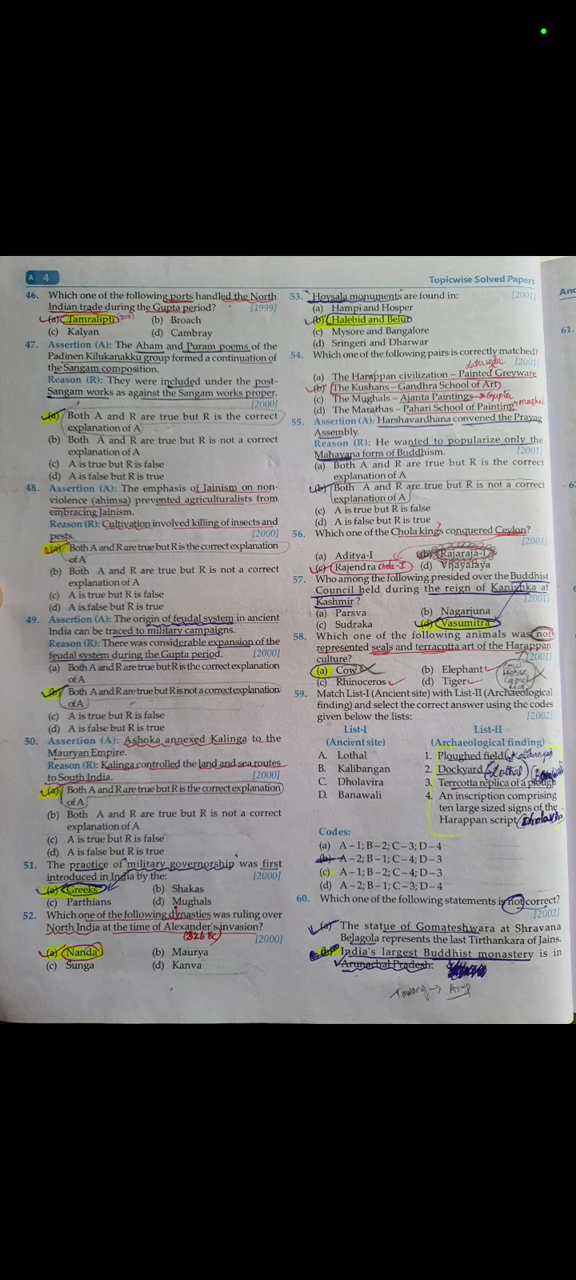 A 4
Topicwise Solved Papers
46. Which one of the following ports handled the North
Indian trade during the Gupta period? [1999]
(a) Tamralipti (b) Broach
(c) Kalyan (d) Cambray
47. Assertion (A): The Aham and Puram poems of the
Padinen Kilukanakku group formed a continuation of
the Sangam composition.
Reason (R): They were included under the post-
Sangam works as against the Sangam works proper.
[2000]
(a) Both A and R are true but R is the correct
explanation of A
(b) Both A and R are true but R is not a correct
explanation of A
(c) A is true but R is false
(d) A is false but R is true
48. Assertion (A): The emphasis of Jainism on non-
violence (ahimsa) prevented agriculturalists from
embracing Jainism.
Reason (R): Cultivation involved killing of insects and
pests. [2000]
(a) Both A and R are true but R is the correct explanation
of A
(b) Both A and R are true but R is not a correct
explanation of A
(c) A is true but R is false
(d) A is false but R is true
49. Assertion (A): The origin of feudal system in ancient
India can be traced to military campaigns.
Reason (R): There was considerable expansion of the
feudal system during the Gupta period. [2000]
(a) Both A and R are true but R is the correct explanation
of A
(b) Both A and R are true but R is not a correct explanation
of A
(c) A is true but R is false
(d) A is false but R is true
50. Assertion (A): Ashoka annexed Kalinga to the
Mauryan Empire.
Reason (R): Kalinga controlled the land and sea routes
to South India. [2000]
(a) Both A and R are true but R is the correct explanation
of A
(b) Both A and R are true but R is not a correct
explanation of A
(c) A is true but R is false
(d) A is false but R is true
51. The practice of military governorship was first
introduced in India by the: [2000]
(a) Greeks (b) Shakas
(c) Parthians (d) Mughals
52. Which one of the following dynasties was ruling over
North India at the time of Alexander's invasion?
(326 BC) [2000]
(a) Nanda (b) Maurya
(c) Sunga (d) Kanva
53. Hoysala monuments are found in: [2001]
(a) Hampi and Hosper
(b) Halebid and Belur
(c) Mysore and Bangalore
(d) Sringeri and Dharwar
54. Which one of the following pairs is correctly matched?
[2001]
(a) The Harappan civilization – Painted Greyware
(b) The Kushans – Gandhra School of Art
(c) The Mughals – Ajanta Paintings → Gupta
(d) The Marathas – Pahari School of Painting
55. Assertion (A): Harshavardhana convened the Prayag
Assembly.
Reason (R): He wanted to popularize only the
Mahayana form of Buddhism. [2001]
(a) Both A and R are true but R is the correct
explanation of A
(b) Both A and R are true but R is not a correct
explanation of A
(c) A is true but R is false
(d) A is false but R is true
56. Which one of the Chola kings conquered Ceylon?
[2001]
(a) Aditya-I (b) Rajaraja-I
(c) Rajendra Chola-I (d) Vijayalaya
57. Who among the following presided over the Buddhist
Council held during the reign of Kanishka at
Kashmir? [2001]
(a) Parsva (b) Nagarjuna
(c) Sudraka (d) Vasumitra
58. Which one of the following animals was not
represented seals and terracotta art of the Harappan
culture? [2001]
(a) Cow (b) Elephant
(c) Rhinoceros (d) Tiger
Cow
Horse
Camel
59. Match List-I (Ancient site) with List-II (Archaeological
finding) and select the correct answer using the codes
given below the lists: [2002]
List-I List-II
(Ancient site) (Archaeological finding)
A. Lothal 1. Ploughed field (Kalibangan
B. Kalibangan 2. Dockyard (Lothal)
C. Dholavira 3. Terrcotta replica of a plough
D. Banawali 4. An inscription comprising
ten large sized signs of the
Harappan script (Dholavira
Codes:
(a) A – 1; B – 2; C – 3; D – 4
(b) A – 2; B – 1; C – 4; D – 3
(c) A – 1; B – 2; C – 4; D – 3
(d) A – 2; B – 1; C – 3; D – 4
60. Which one of the following statements is not correct?
[2002]
(a) The statue of Gomateshwara at Shravana
Belagola represents the last Tirthankara of Jains.
(b) India's largest Buddhist monastery is in
Arunachal Pradesh.
Tawang → Ar-p
An
61.